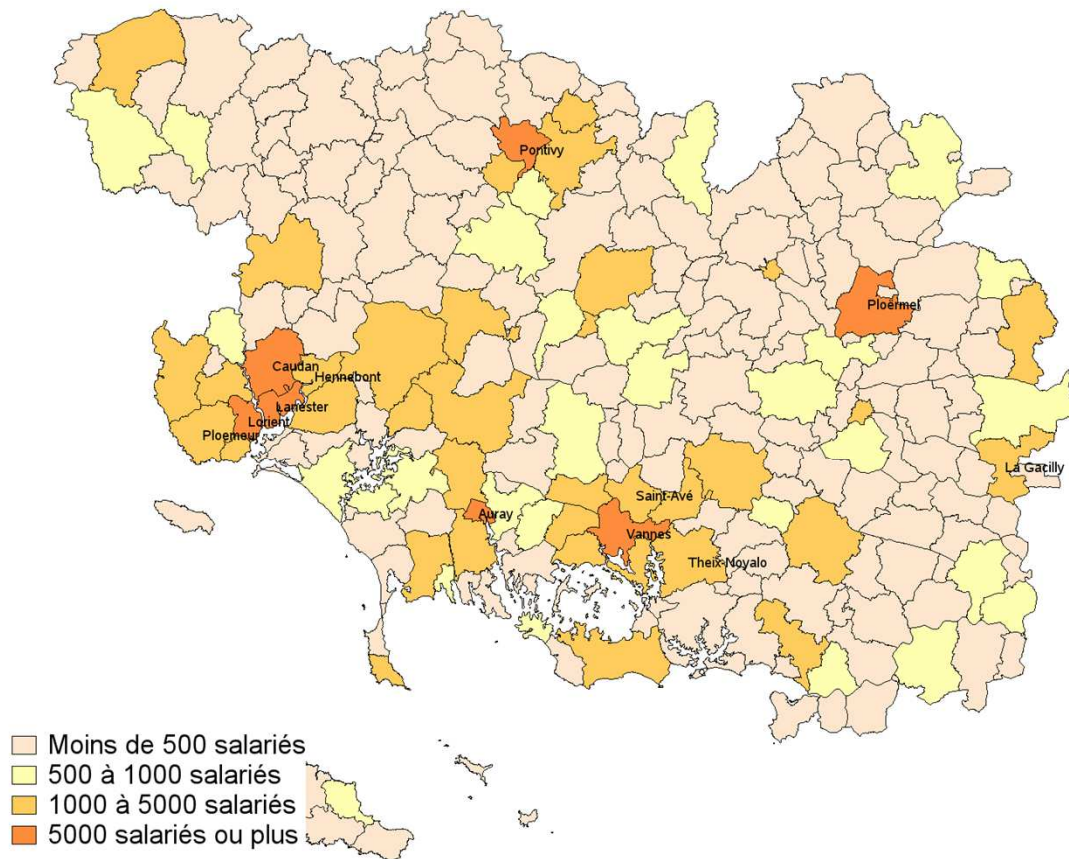 Pontivy
Ploermel
Caudan
Hennebont
Lanester
Lorient
Ploemeur
La Gacilly
Saint-Avé
Auray
Vannes
Theix-Noyalo
Moins de 500 salariés
500 à 1000 salariés
1000 à 5000 salariés
5000 salariés ou plus